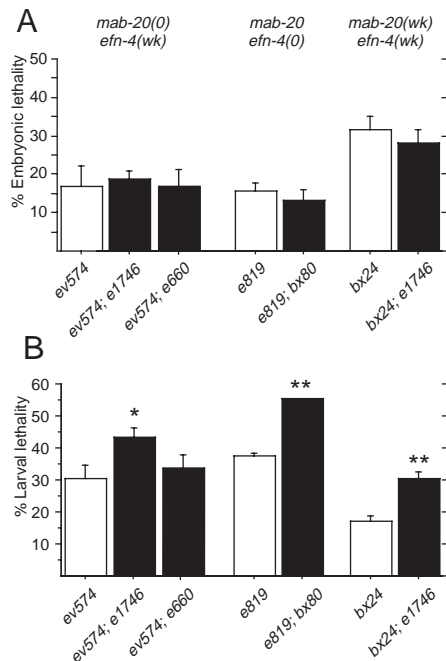 A
mab-20(0) mab-20 mab-20(wk)
efn-4(wk) efn-4(0) efn-4(wk)
% Embryonic lethality
50
40
30
20
10
ev574 ev574; e1746 ev574; e660 e819 e819; bx80 bx24 bx24; e1746
B
% Larval lethality
60
50
40
30
20
10
* ** **
ev574 ev574; e1746 ev574; e660 e819 e819; bx80 bx24 bx24; e1746